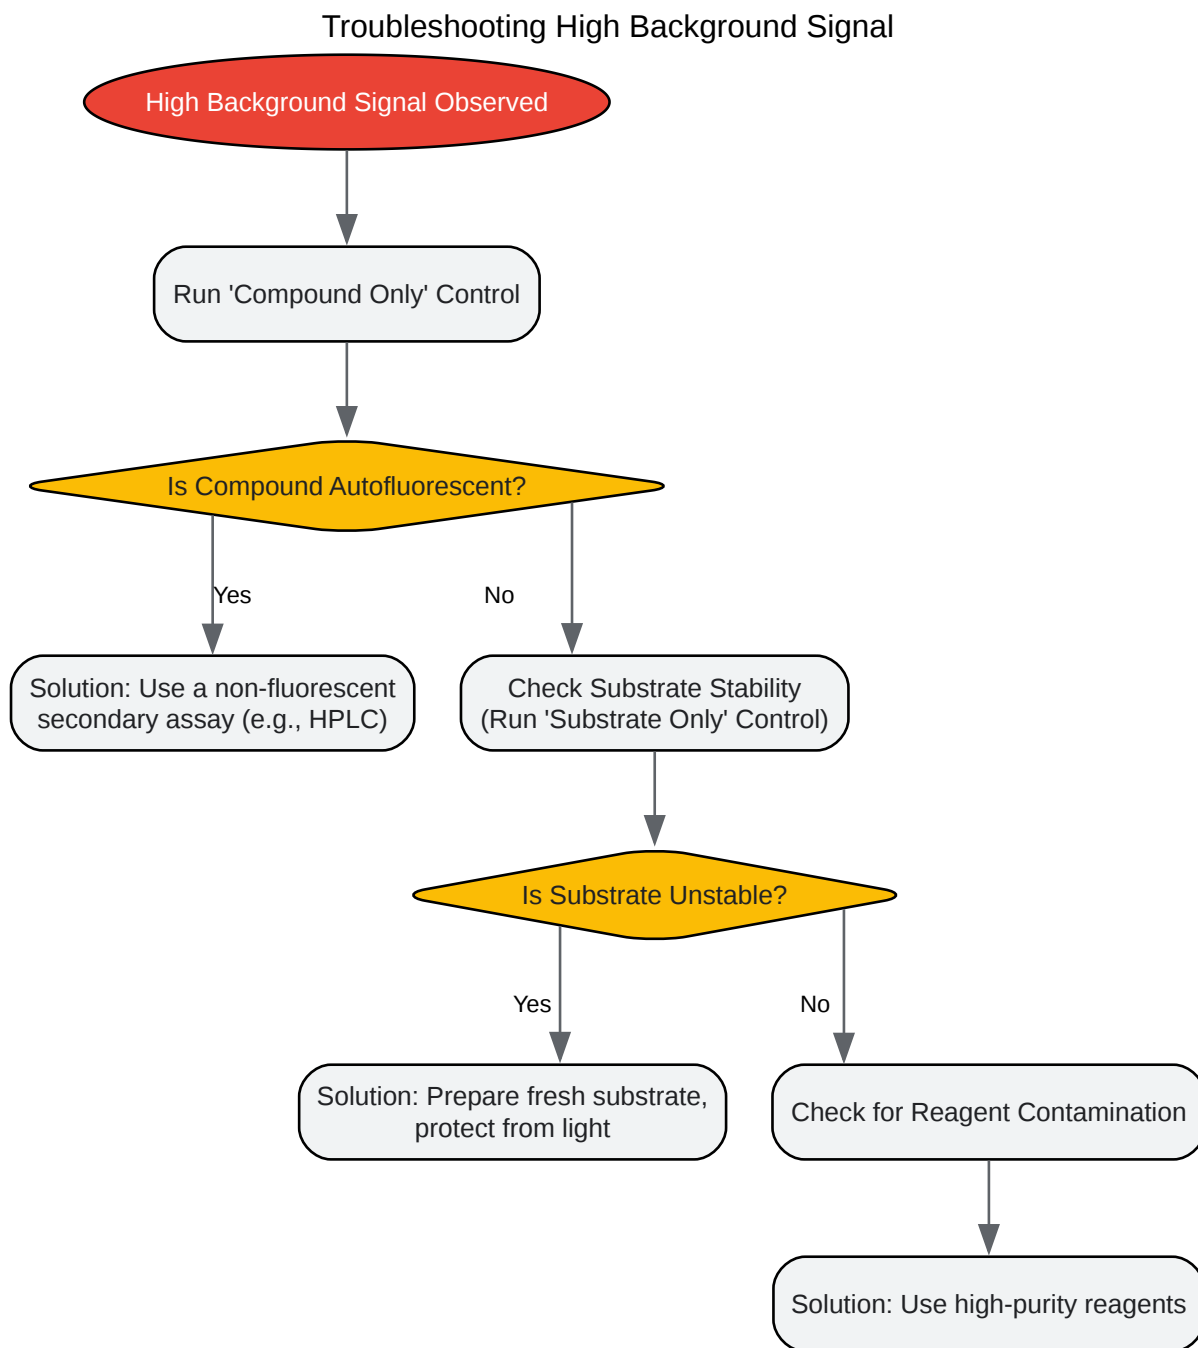 Troubleshooting High Background Signal
High Background Signal Observed
Run 'Compound Only' Control
Is Compound Autofluorescent?
Yes
No
Solution: Use a non-fluorescent
secondary assay (e.g., HPLC)
Check Substrate Stability
(Run 'Substrate Only' Control)
Is Substrate Unstable?
Yes
No
Solution: Prepare fresh substrate,
protect from light
Check for Reagent Contamination
Solution: Use high-purity reagents